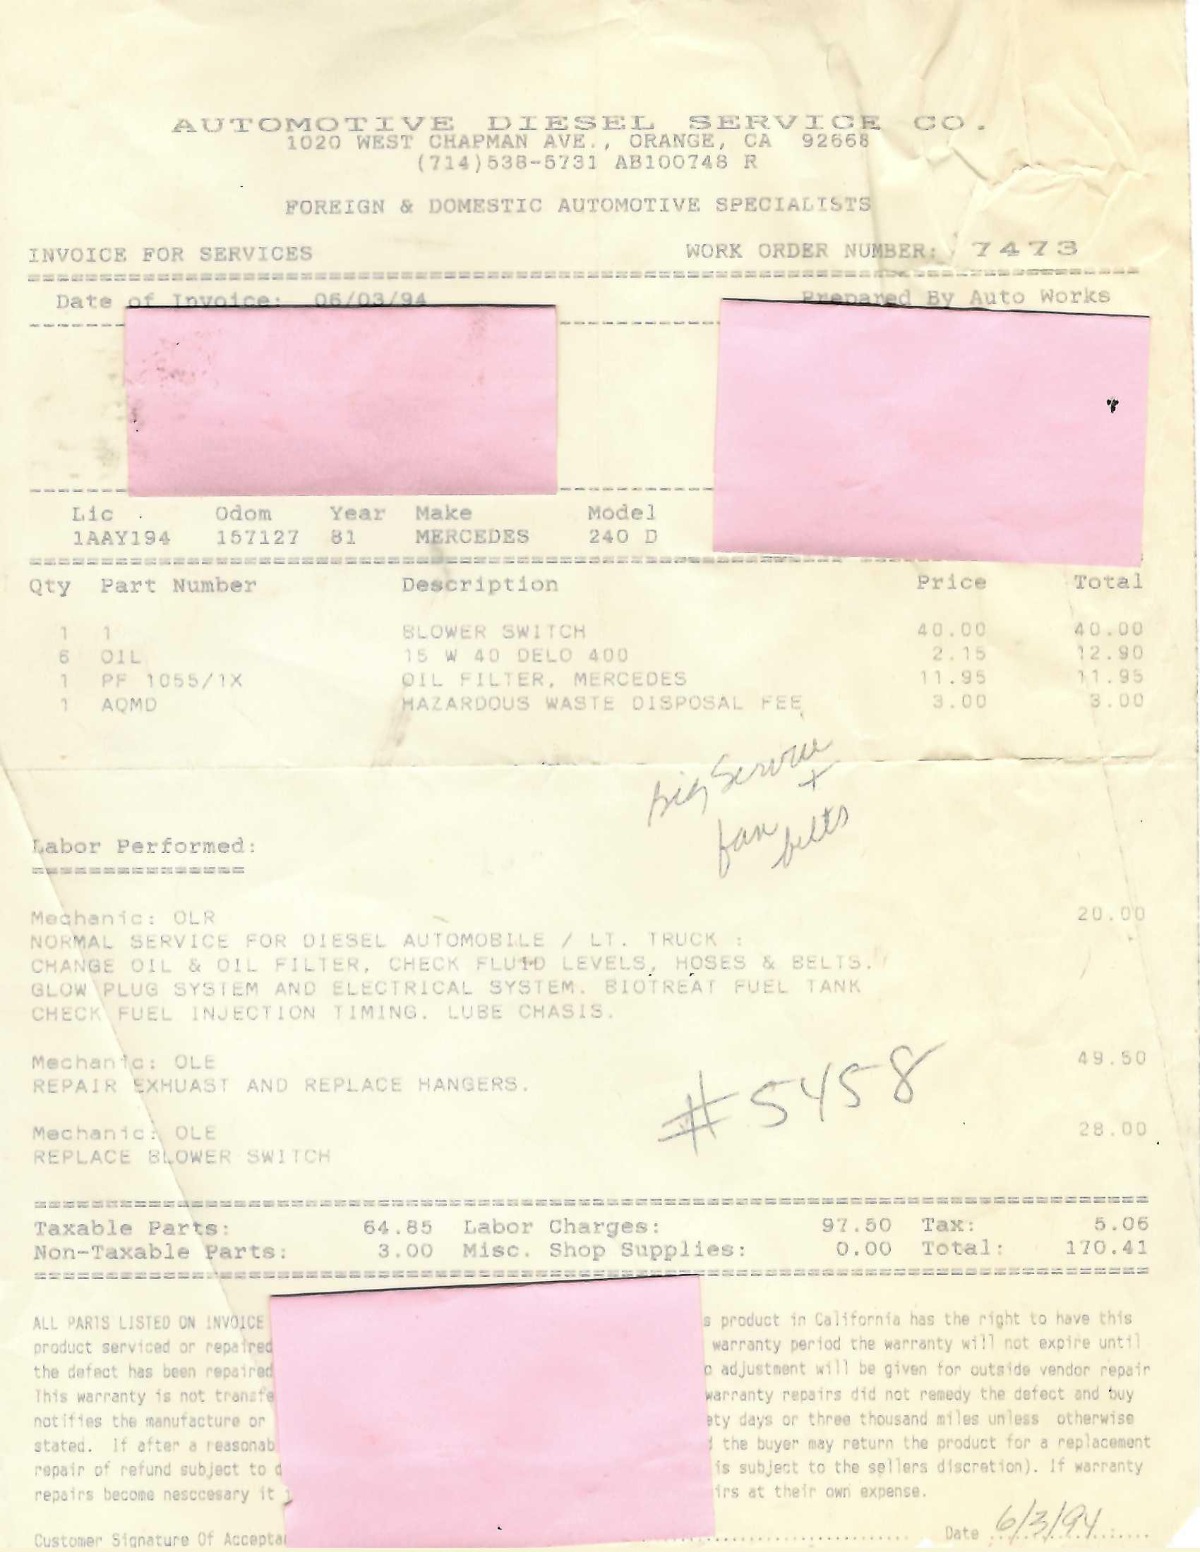 AUTOMOTIVE DIESEL SERVICE CO.
1020 WEST CHAPMAN AVE., ORANGE, CA 92668
(714)538-5731 AB100748 R
FOREIGN & DOMESTIC AUTOMOTIVE SPECIALISTS
INVOICE FOR SERVICES WORK ORDER NUMBER: 7473
Date of Invoice: 06/03/94 Prepared By Auto Works
Lic Odom Year Make Model
1AAY194 157127 81 MERCEDES 240 D
Qty Part Number Description Price Total
1 1 BLOWER SWITCH 40.00 40.00
6 OIL 15 W 40 DELO 400 2.15 12.90
1 PF 1055/1X OIL FILTER, MERCEDES 11.95 11.95
1 AQMD HAZARDOUS WASTE DISPOSAL FEE 3.00 3.00
Big Service
+
fan
belts
Labor Performed:
Mechanic: OLR 20.00
NORMAL SERVICE FOR DIESEL AUTOMOBILE / LT. TRUCK :
CHANGE OIL & OIL FILTER, CHECK FLUID LEVELS, HOSES & BELTS.
GLOW PLUG SYSTEM AND ELECTRICAL SYSTEM. BIOTREAT FUEL TANK
CHECK FUEL INJECTION TIMING. LUBE CHASIS.
Mechanic: OLE 49.50
REPAIR EXHUAST AND REPLACE HANGERS.
#5458
Mechanic: OLE 28.00
REPLACE BLOWER SWITCH
Taxable Parts: 64.85 Labor Charges: 97.50 Tax: 5.06
Non-Taxable Parts: 3.00 Misc. Shop Supplies: 0.00 Total: 170.41
ALL PARTS LISTED ON INVOICE s product in California has the right to have this
product serviced or repaired warranty period the warranty will not expire until
the defect has been repaired o adjustment will be given for outside vendor repair
This warranty is not transfe warranty repairs did not remedy the defect and buy
notifies the manufacture or ety days or three thousand miles unless otherwise
stated. If after a reasonab d the buyer may return the product for a replacement
repair of refund subject to d is subject to the sellers discretion). If warranty
repairs become nesccesary it irs at their own expense.
Customer Signature Of Accepta Date 6/3/94